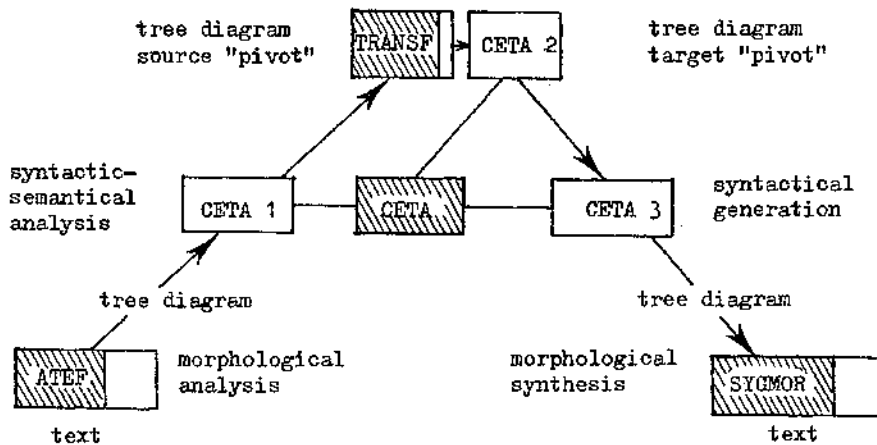 tree diagram
source "pivot"
TRANSF
CETA 2
tree diagram
target "pivot"
syntactic-
semantical
analysis
CETA 1
CETA
CETA 3
syntactical
generation
tree diagram
tree diagram
ATEF
morphological
analysis
morphological
synthesis
SYGMOR
text
text